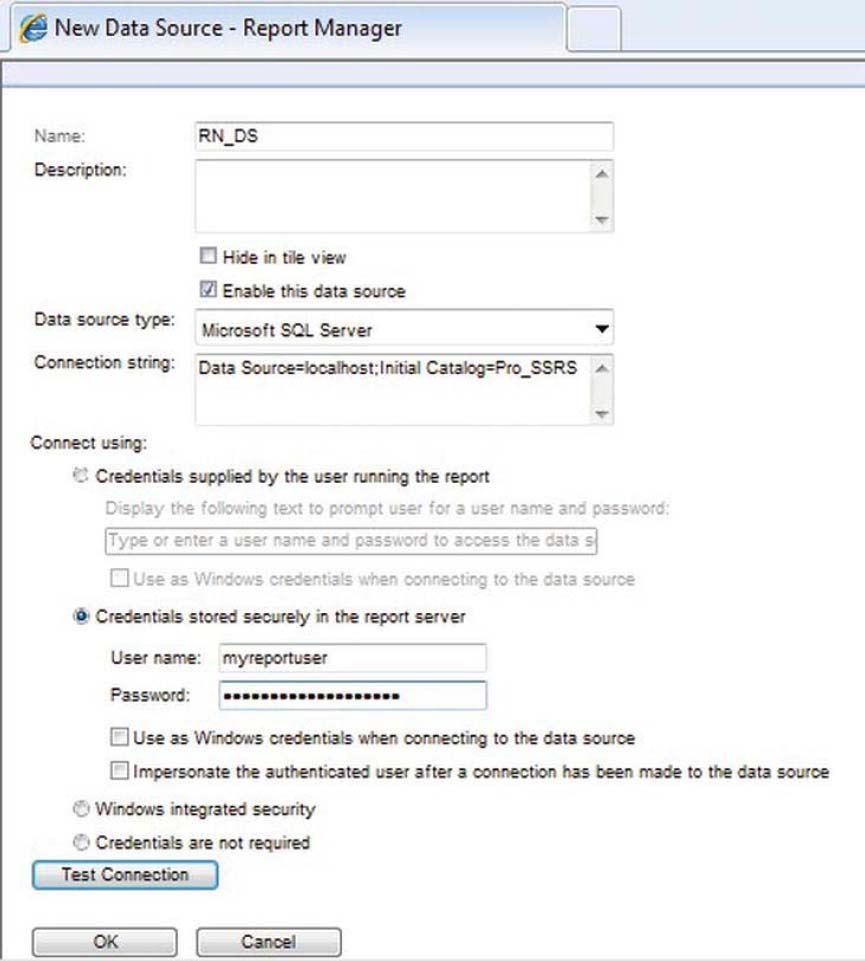 New Data Source - Report Manager
Name: RN_DS
Description:
Hide in tile view
Enable this data source
Data source type: Microsoft SQL Server
Connection string: Data Source=localhost;Initial Catalog=Pro_SSRS
Connect using:
Credentials supplied by the user running the report
Display the following text to prompt user for a user name and password:
Type or enter a user name and password to access the data s
Use as Windows credentials when connecting to the data source
Credentials stored securely in the report server
User name: myreportuser
Password: •••••••••••••••••••
Use as Windows credentials when connecting to the data source
Impersonate the authenticated user after a connection has been made to the data source
Windows integrated security
Credentials are not required
Test Connection
OK Cancel